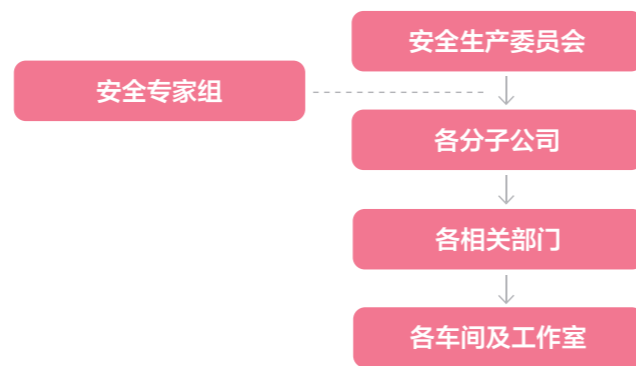 安全生产委员会
安全专家组
各分子公司
各相关部门
各车间及工作室